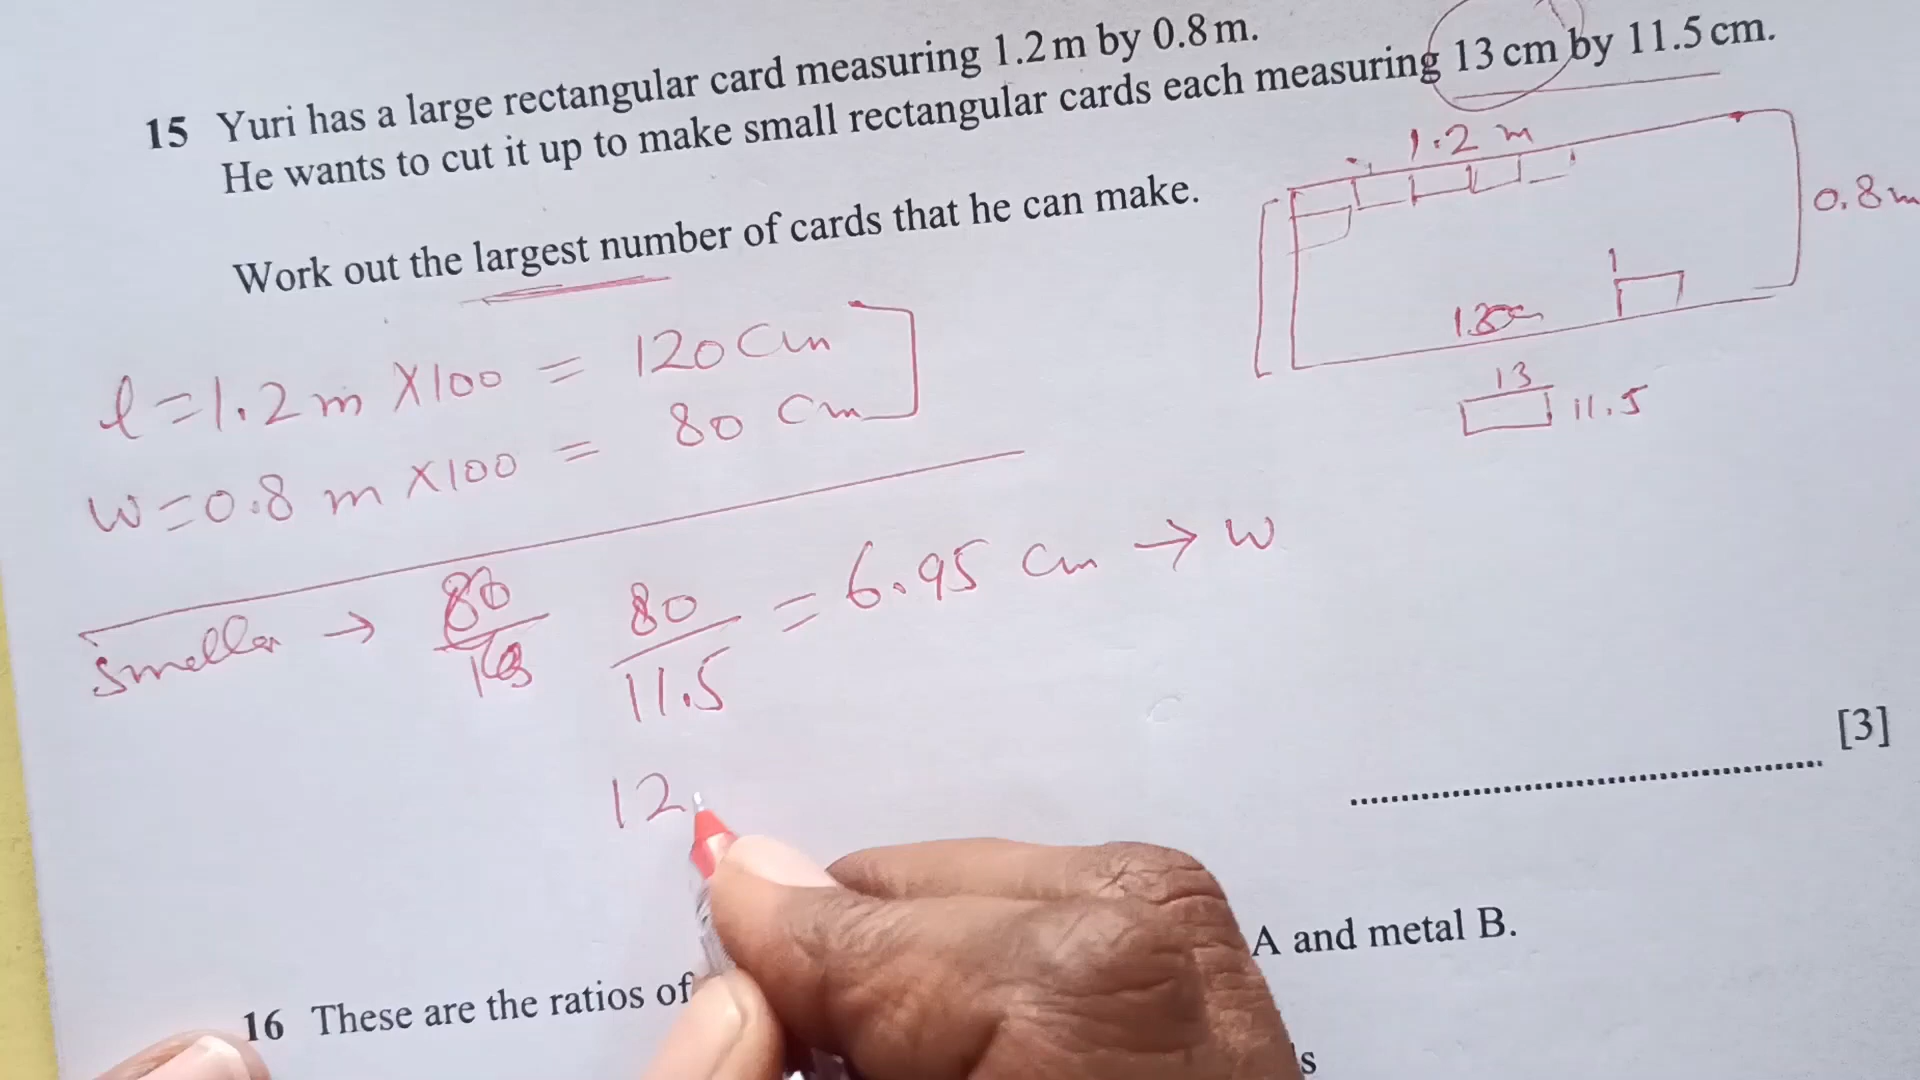 15 Yuri has a large rectangular card measuring 1.2 m by 0.8 m.
He wants to cut it up to make small rectangular cards each measuring 13 cm by 11.5 cm.
Work out the largest number of cards that he can make.
1.2 m
0.8 m
13
11.5
l = 1.2 m × 100 = 120 cm
w = 0.8 m × 100 = 80 cm
smaller → 80/11.5 = 6.95 cm → w
12
[3]
16 These are the ratios of
A and metal B.
s